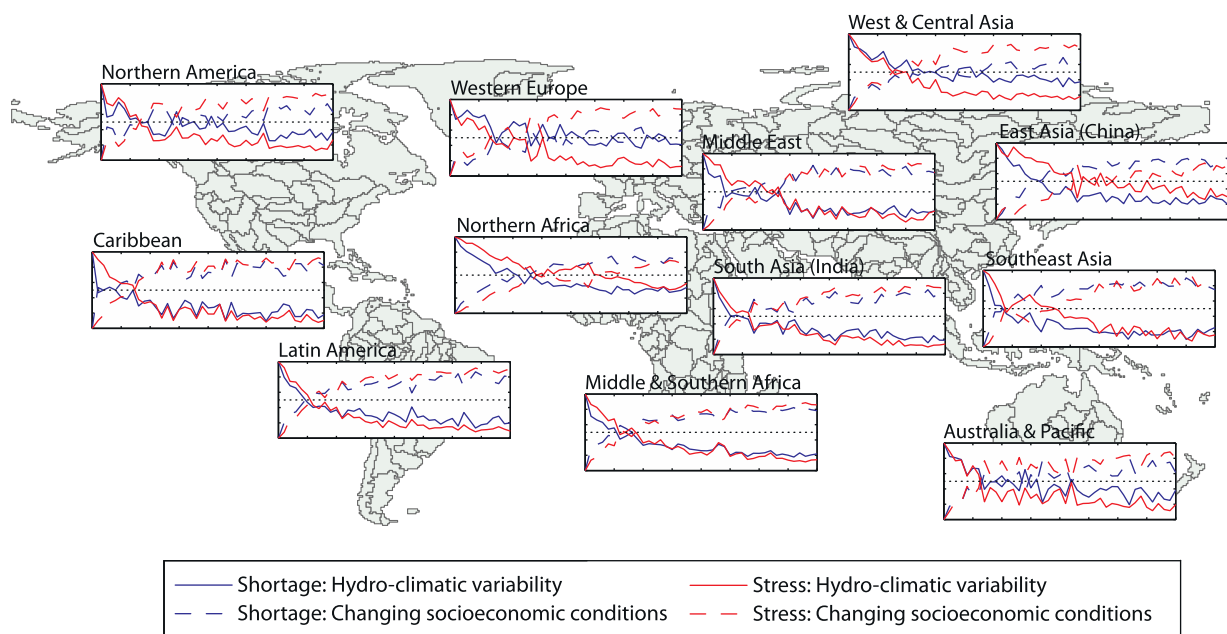 West & Central Asia
Northern America
Western Europe
East Asia (China)
Middle East
Northern Africa
Caribbean
South Asia (India)
Southeast Asia
Latin America
Middle & Southern Africa
Australia & Pacific
Shortage: Hydro-climatic variability
Stress: Hydro-climatic variability
Shortage: Changing socioeconomic conditions
Stress: Changing socioeconomic conditions